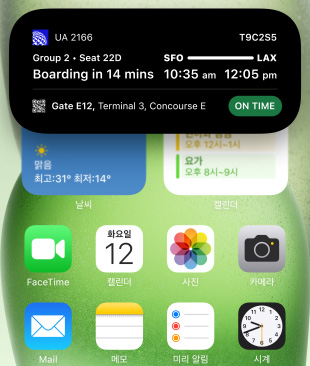 UA 2166
T9C2S5
Group 2 • Seat 22D
SFO LAX
Boarding in 14 mins
10:35 am 12:05 pm
Gate E12, Terminal 3, Concourse E
ON TIME
오후 12시~1시
맑음
최고:31° 최저:14°
요가
오후 8시~9시
날씨
캘린더
화요일
12
FaceTime
캘린더
사진
카메라
Mail
메모
미리 알림
시계